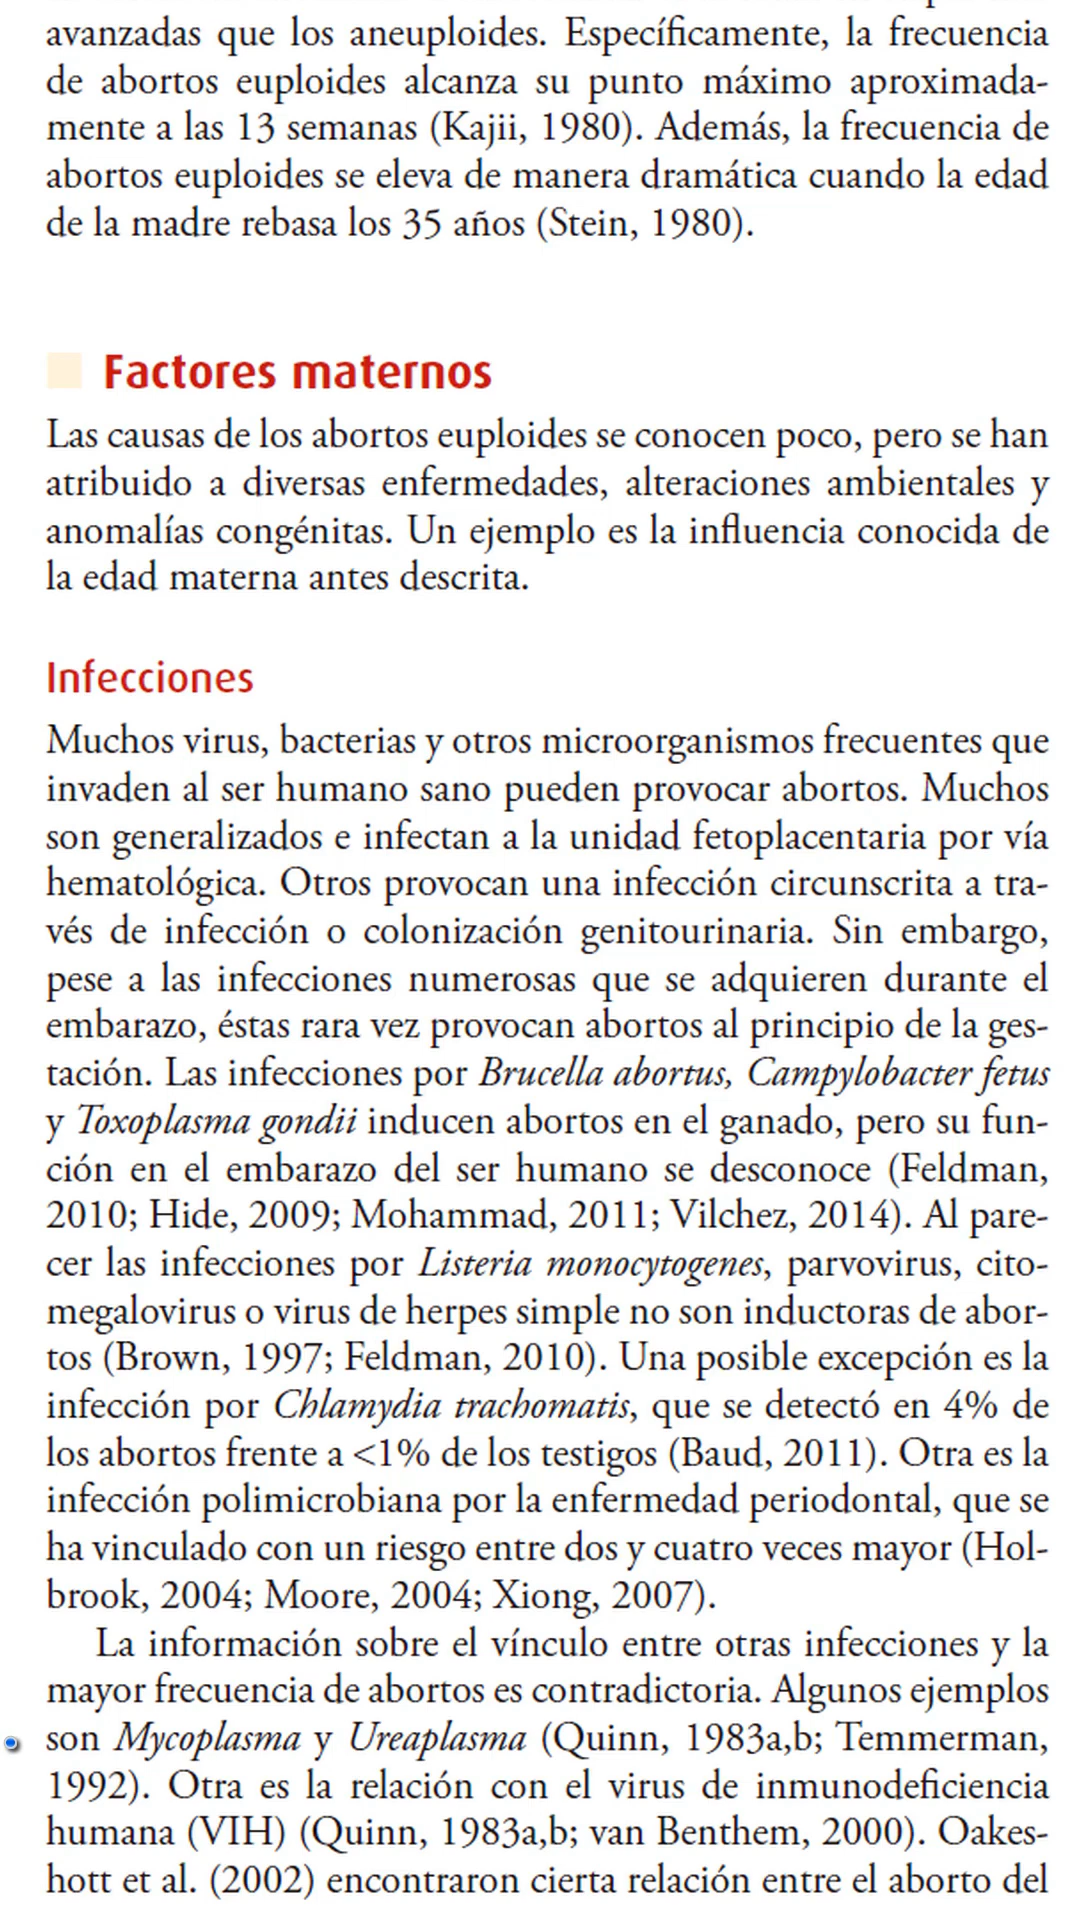 avanzadas que los aneuploides. Específicamente, la frecuencia
de abortos euploides alcanza su punto máximo aproximada-
mente a las 13 semanas (Kajii, 1980). Además, la frecuencia de
abortos euploides se eleva de manera dramática cuando la edad
de la madre rebasa los 35 años (Stein, 1980).
Factores maternos
Las causas de los abortos euploides se conocen poco, pero se han
atribuido a diversas enfermedades, alteraciones ambientales y
anomalías congénitas. Un ejemplo es la influencia conocida de
la edad materna antes descrita.
Infecciones
Muchos virus, bacterias y otros microorganismos frecuentes que
invaden al ser humano sano pueden provocar abortos. Muchos
son generalizados e infectan a la unidad fetoplacentaria por vía
hematológica. Otros provocan una infección circunscrita a tra-
vés de infección o colonización genitourinaria. Sin embargo,
pese a las infecciones numerosas que se adquieren durante el
embarazo, éstas rara vez provocan abortos al principio de la ges-
tación. Las infecciones por Brucella abortus, Campylobacter fetus
y Toxoplasma gondii inducen abortos en el ganado, pero su fun-
ción en el embarazo del ser humano se desconoce (Feldman,
2010; Hide, 2009; Mohammad, 2011; Vilchez, 2014). Al pare-
cer las infecciones por Listeria monocytogenes, parvovirus, cito-
megalovirus o virus de herpes simple no son inductoras de abor-
tos (Brown, 1997; Feldman, 2010). Una posible excepción es la
infección por Chlamydia trachomatis, que se detectó en 4% de
los abortos frente a <1% de los testigos (Baud, 2011). Otra es la
infección polimicrobiana por la enfermedad periodontal, que se
ha vinculado con un riesgo entre dos y cuatro veces mayor (Hol-
brook, 2004; Moore, 2004; Xiong, 2007).
La información sobre el vínculo entre otras infecciones y la
mayor frecuencia de abortos es contradictoria. Algunos ejemplos
son Mycoplasma y Ureaplasma (Quinn, 1983a,b; Temmerman,
1992). Otra es la relación con el virus de inmunodeficiencia
humana (VIH) (Quinn, 1983a,b; van Benthem, 2000). Oakes-
hott et al. (2002) encontraron cierta relación entre el aborto del